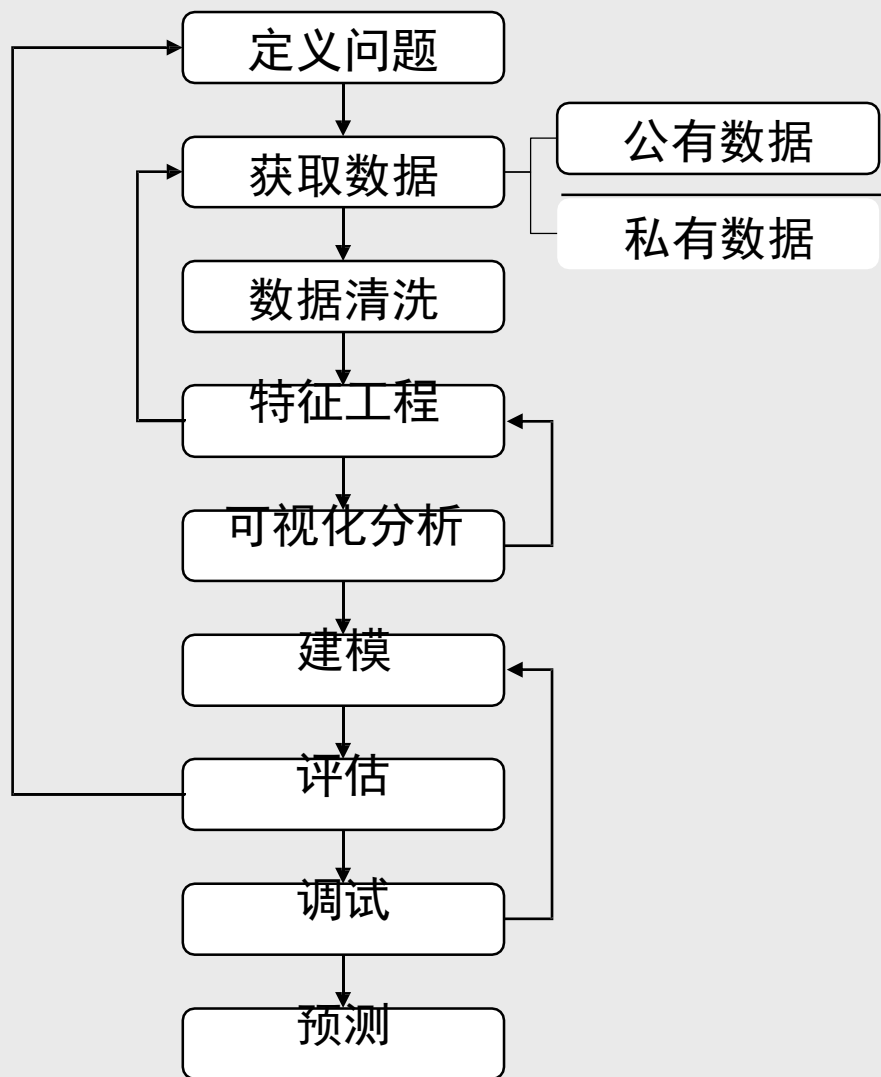 定义问题
获取数据
公有数据
私有数据
数据清洗
特征工程
可视化分析
建模
评估
调试
预测